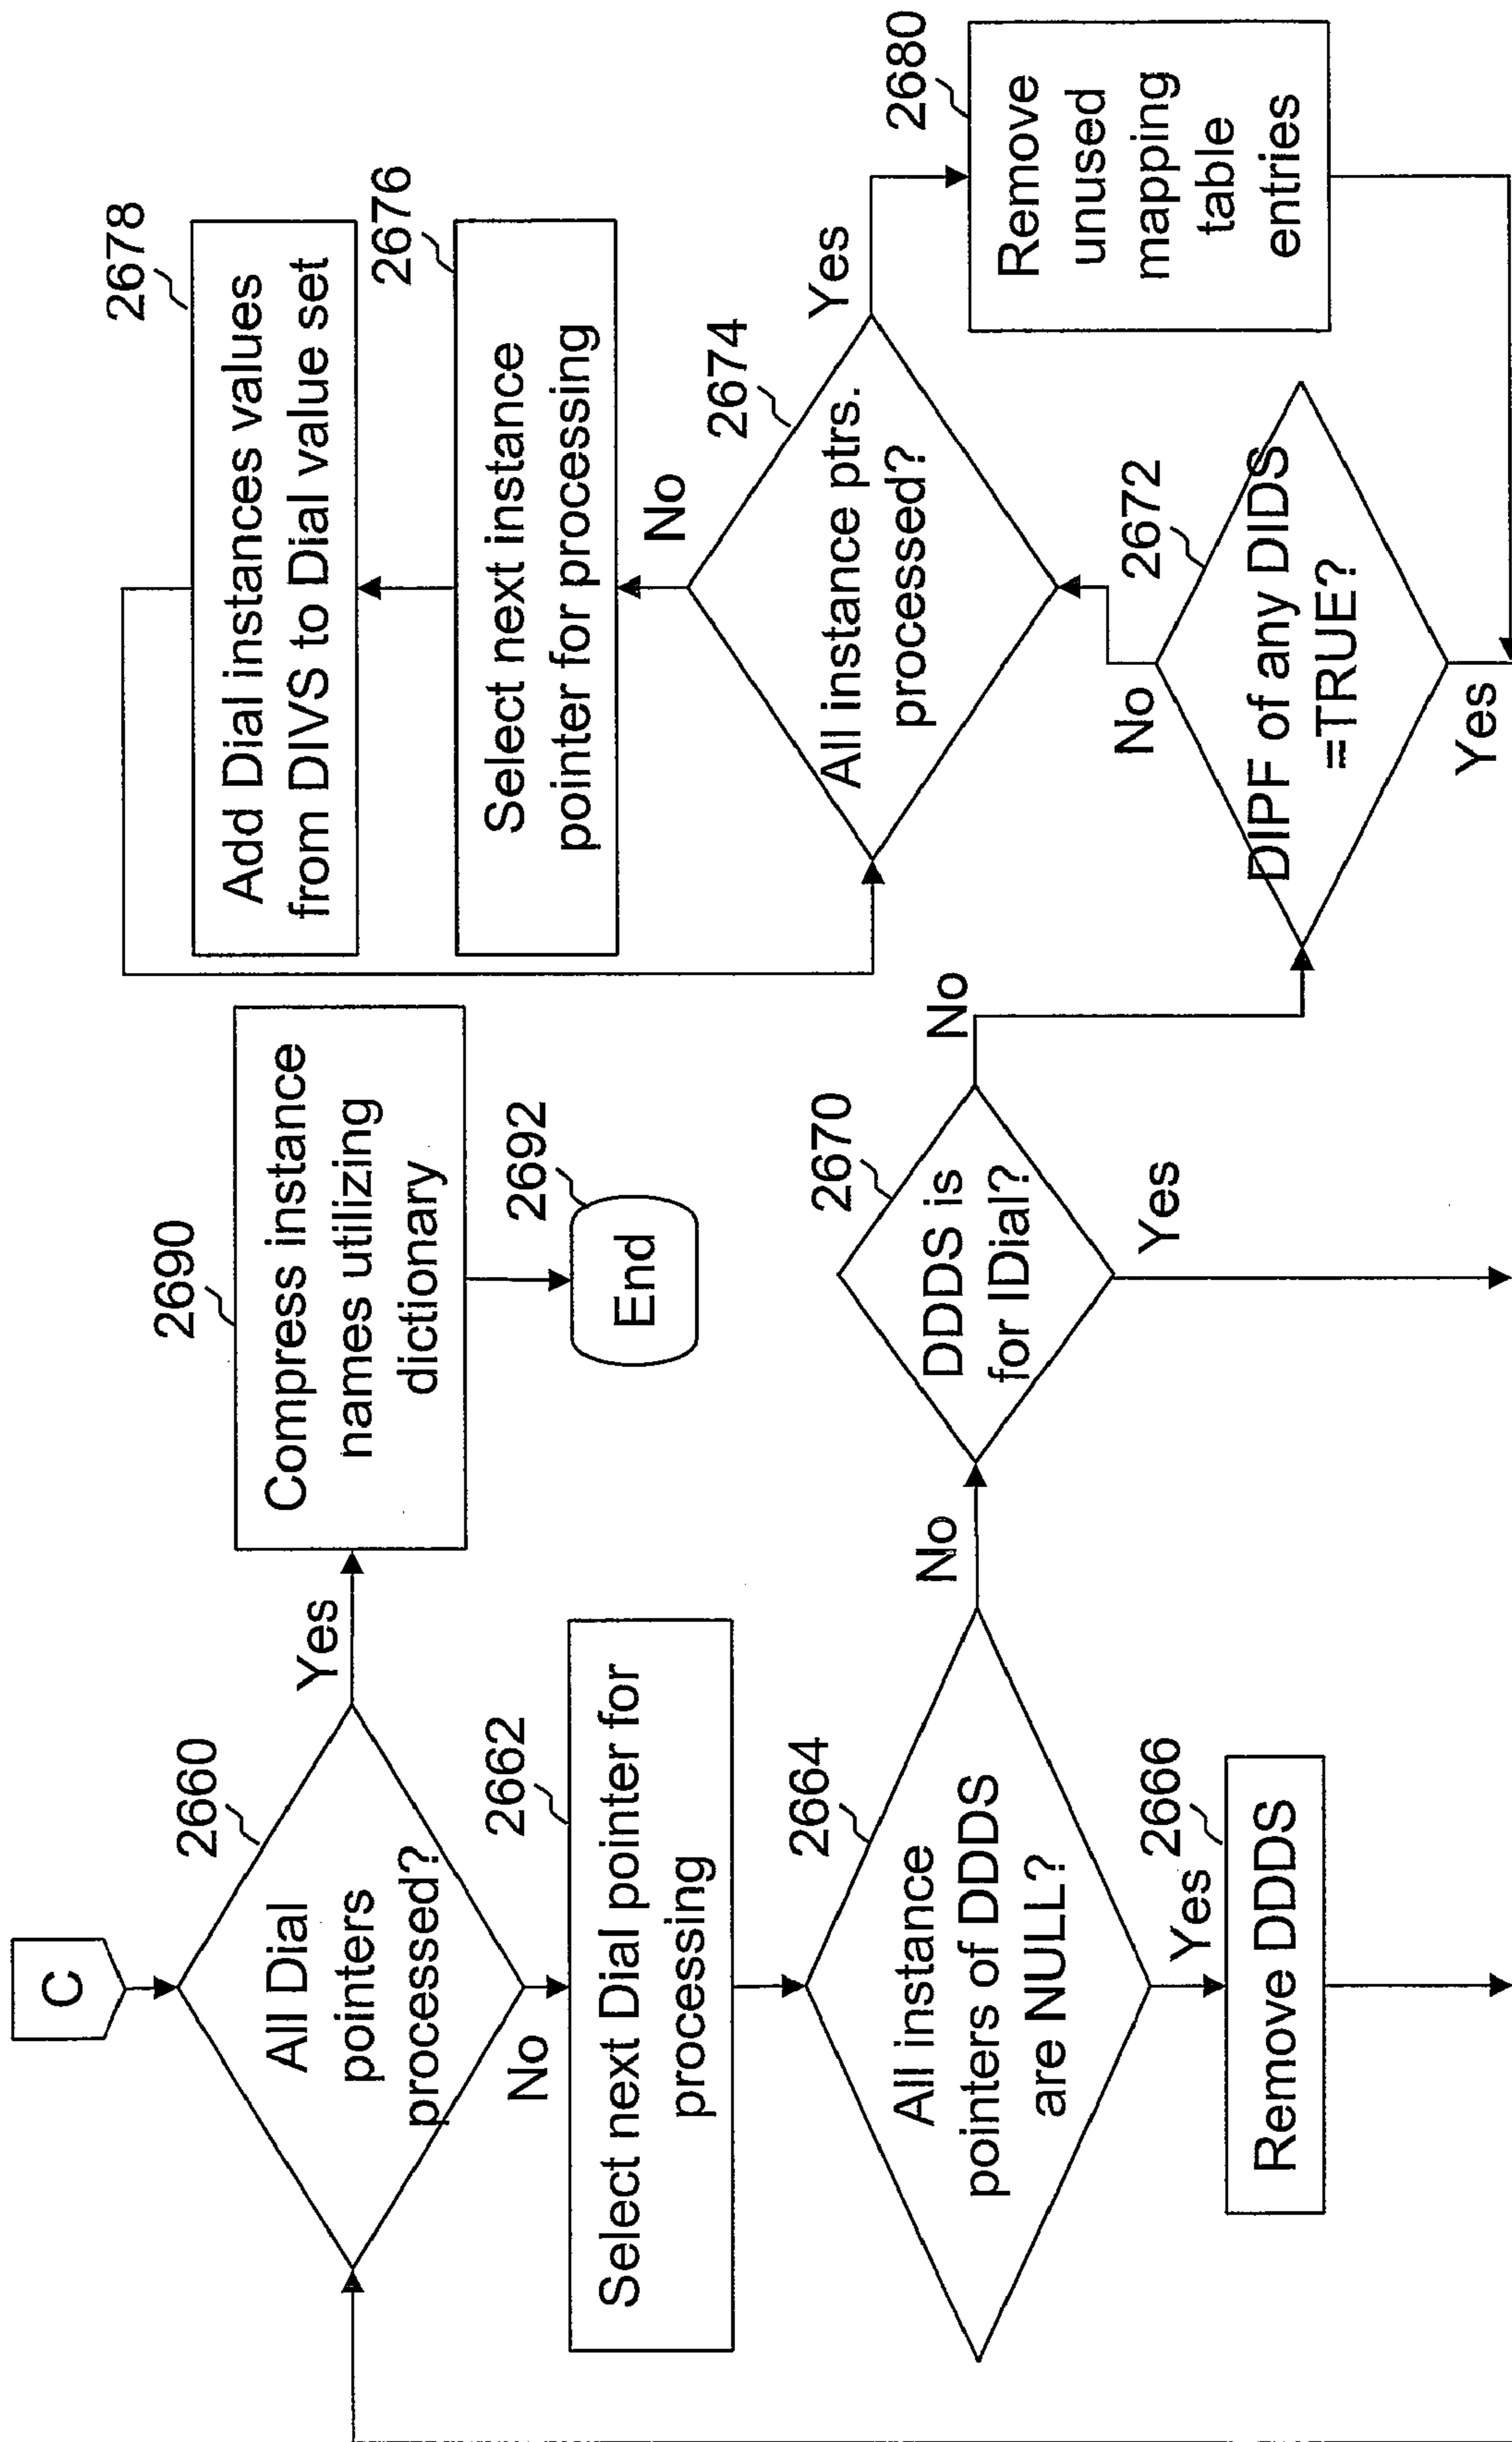 C
2660
All Dial
pointers
processed?
Yes
No
2690
Compress instance
names utilizing
dictionary
2692
End
2662
Select next Dial pointer for
processing
2664
All instance
pointers of DDDS
are NULL?
No
Yes
2666
Remove DDDS
2670
DDDS is
for IDial?
No
Yes
2672
DIPF of any DIDS
=TRUE?
No
Yes
2674
All instance ptrs.
processed?
No
Yes
2676
Select next instance
pointer for processing
2678
Add Dial instances values
from DIVS to Dial value set
2680
Remove
unused
mapping
table
entries